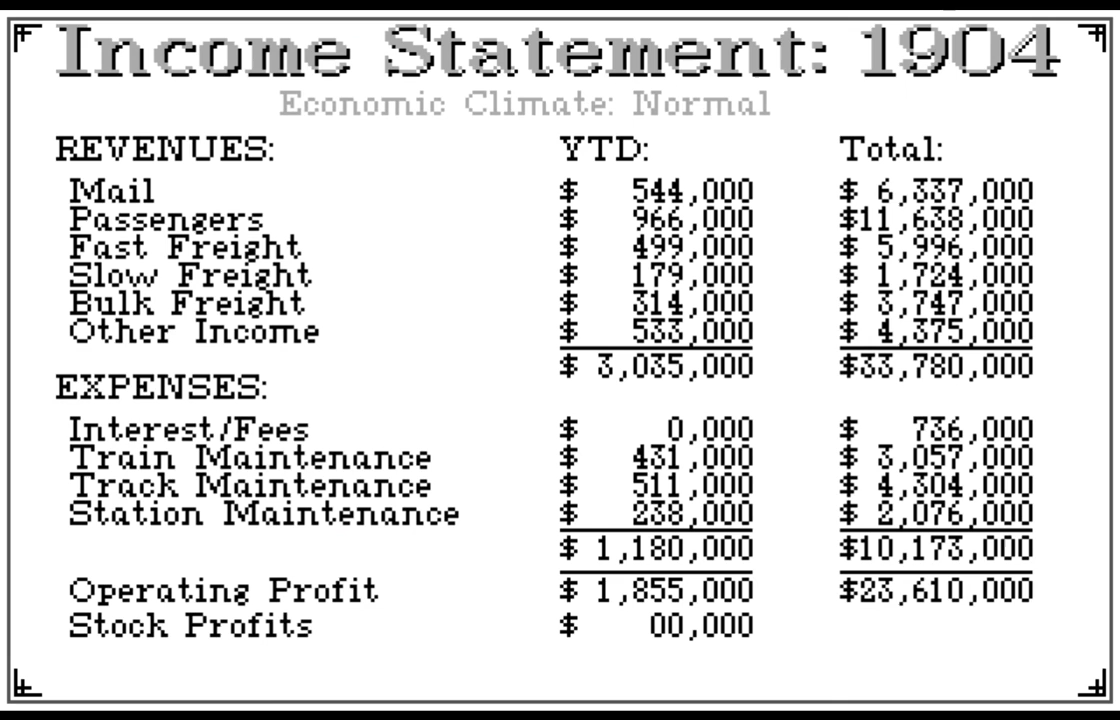 Income Statement: 1904
Economic Climate: Normal
REVENUES: YTD: Total:
Mail $ 544,000 $ 6,337,000
Passengers $ 966,000 $11,638,000
Fast Freight $ 499,000 $ 5,996,000
Slow Freight $ 179,000 $ 1,724,000
Bulk Freight $ 314,000 $ 3,747,000
Other Income $ 533,000 $ 4,375,000
$ 3,035,000 $33,780,000
EXPENSES:
Interest/Fees $ 0,000 $ 736,000
Train Maintenance $ 431,000 $ 3,057,000
Track Maintenance $ 511,000 $ 4,304,000
Station Maintenance $ 238,000 $ 2,076,000
$ 1,180,000 $10,173,000
Operating Profit $ 1,855,000 $23,610,000
Stock Profits $ 00,000